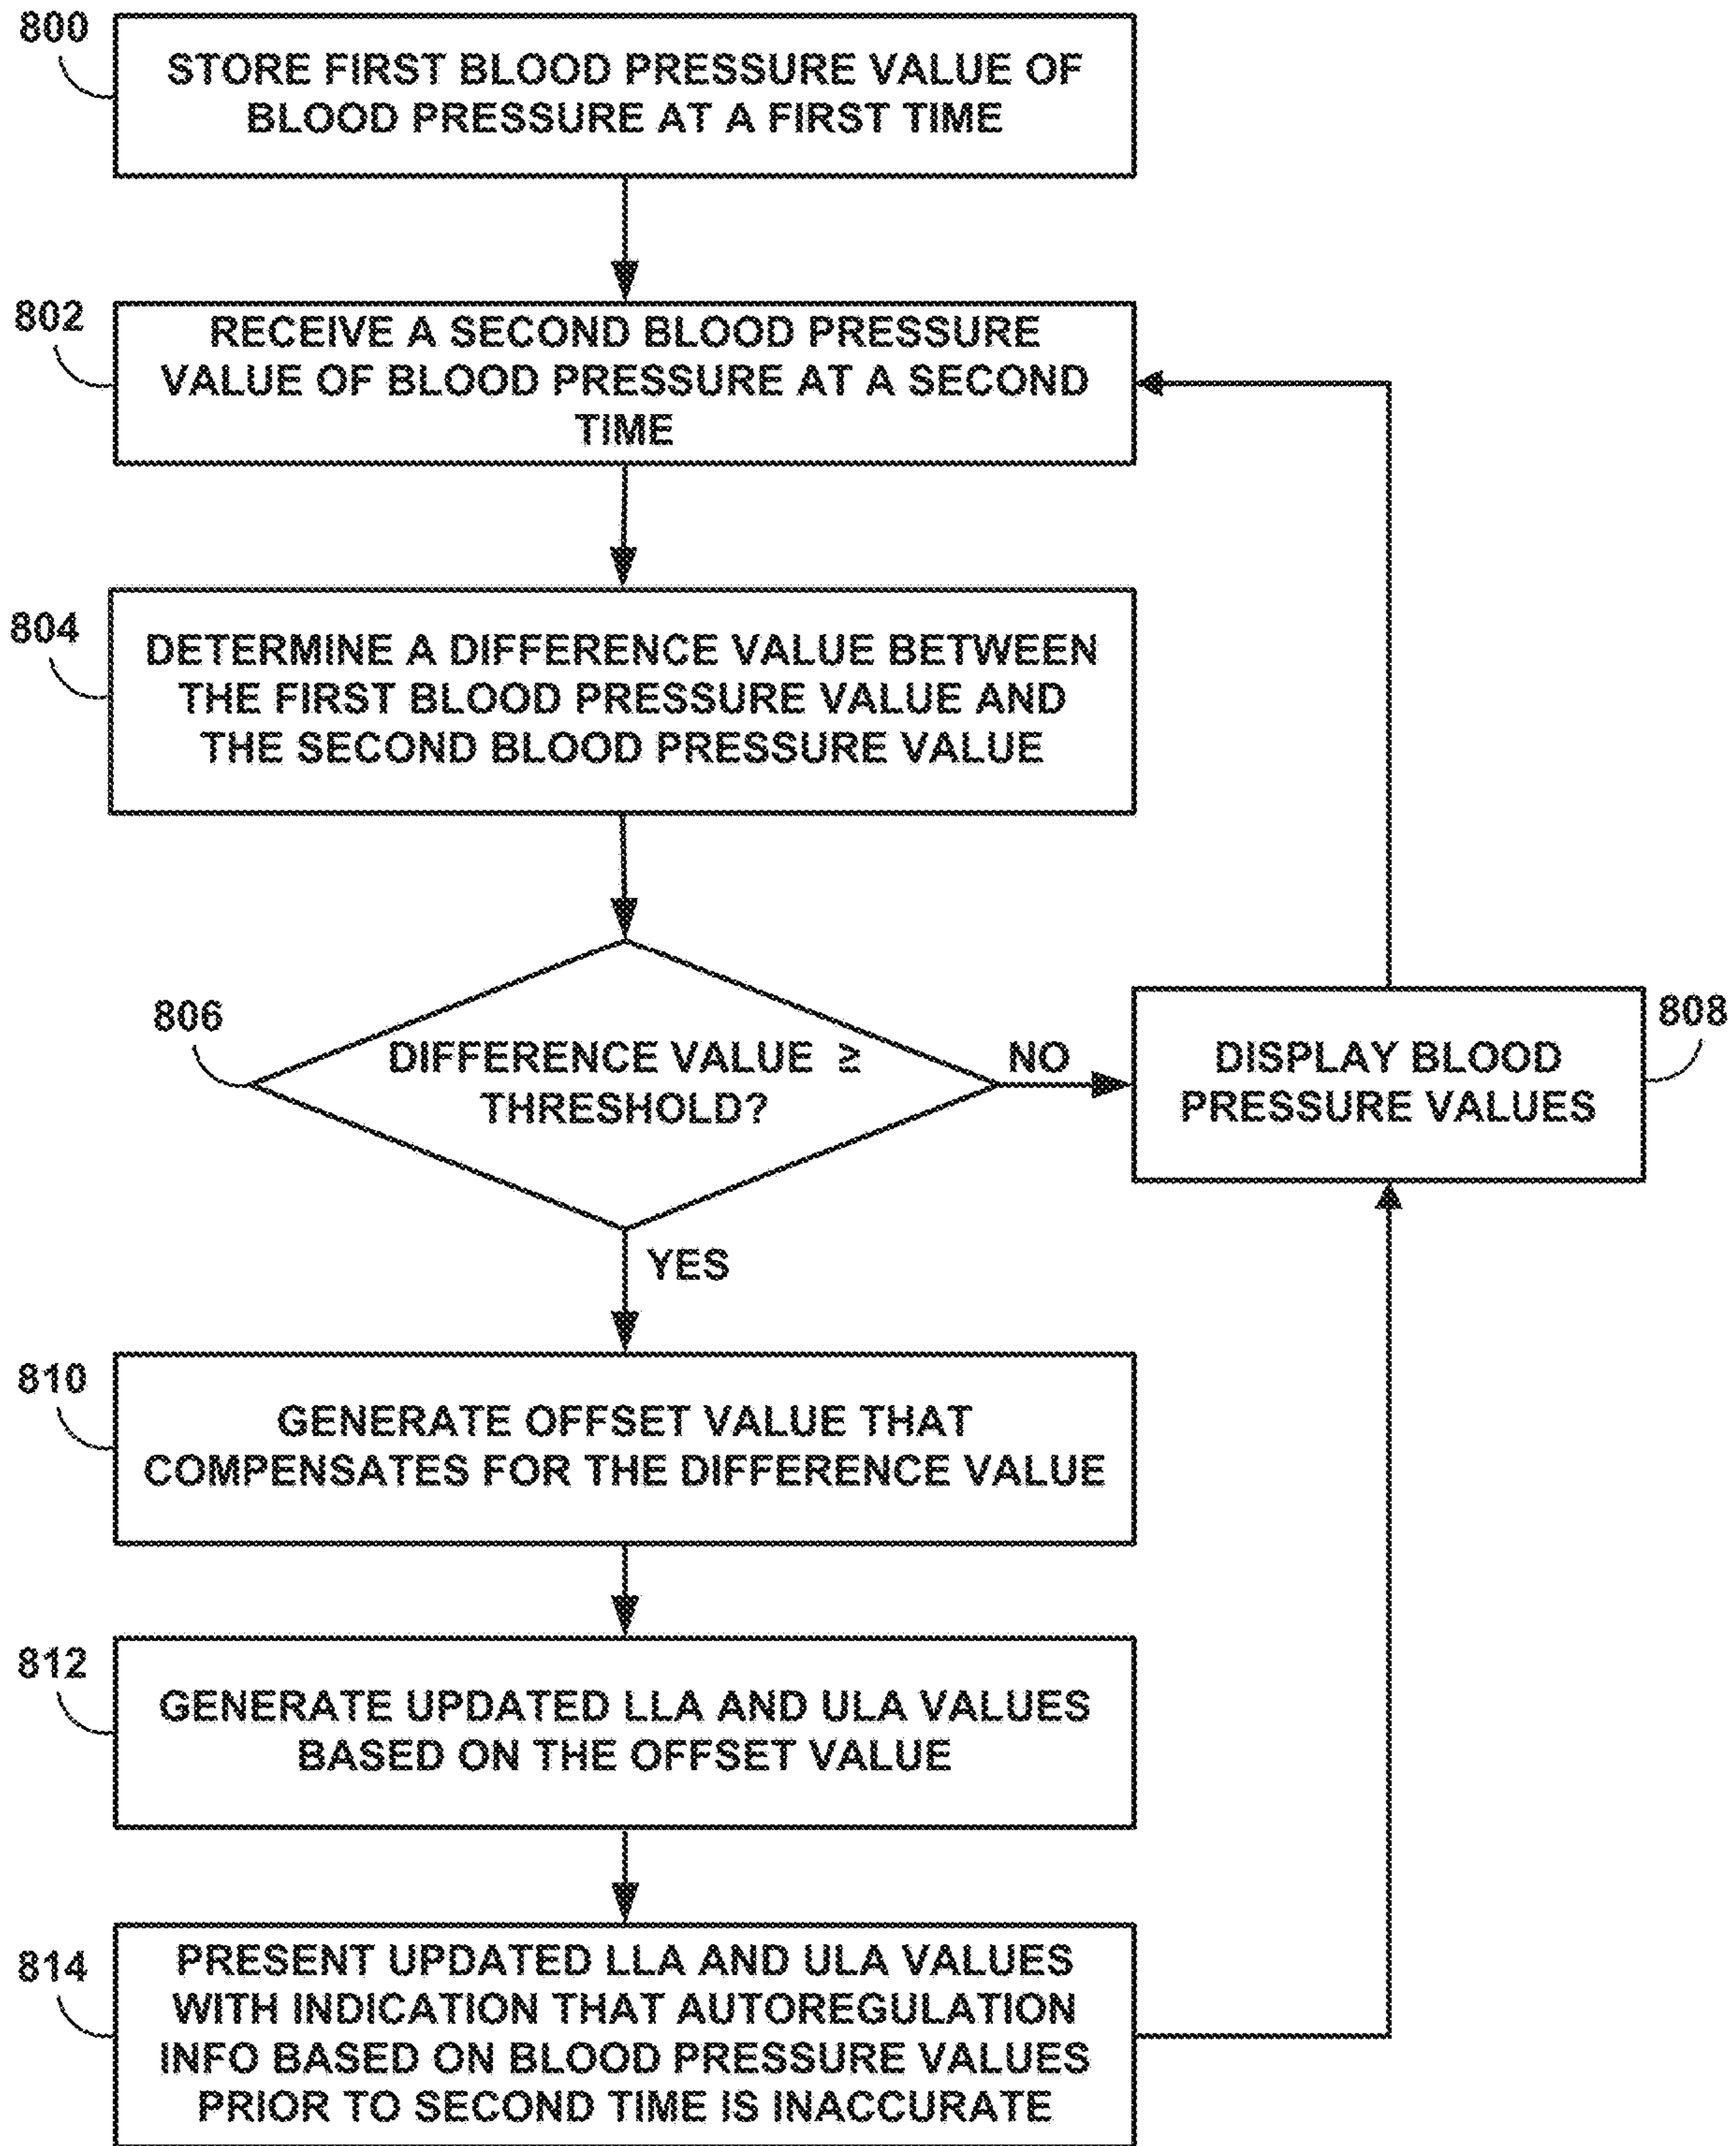 800
STORE FIRST BLOOD PRESSURE VALUE OF
BLOOD PRESSURE AT A FIRST TIME
802
RECEIVE A SECOND BLOOD PRESSURE
VALUE OF BLOOD PRESSURE AT A SECOND
TIME
804
DETERMINE A DIFFERENCE VALUE BETWEEN
THE FIRST BLOOD PRESSURE VALUE AND
THE SECOND BLOOD PRESSURE VALUE
806
DIFFERENCE VALUE ≥
THRESHOLD?
NO
808
DISPLAY BLOOD
PRESSURE VALUES
YES
810
GENERATE OFFSET VALUE THAT
COMPENSATES FOR THE DIFFERENCE VALUE
812
GENERATE UPDATED LLA AND ULA VALUES
BASED ON THE OFFSET VALUE
814
PRESENT UPDATED LLA AND ULA VALUES
WITH INDICATION THAT AUTOREGULATION
INFO BASED ON BLOOD PRESSURE VALUES
PRIOR TO SECOND TIME IS INACCURATE